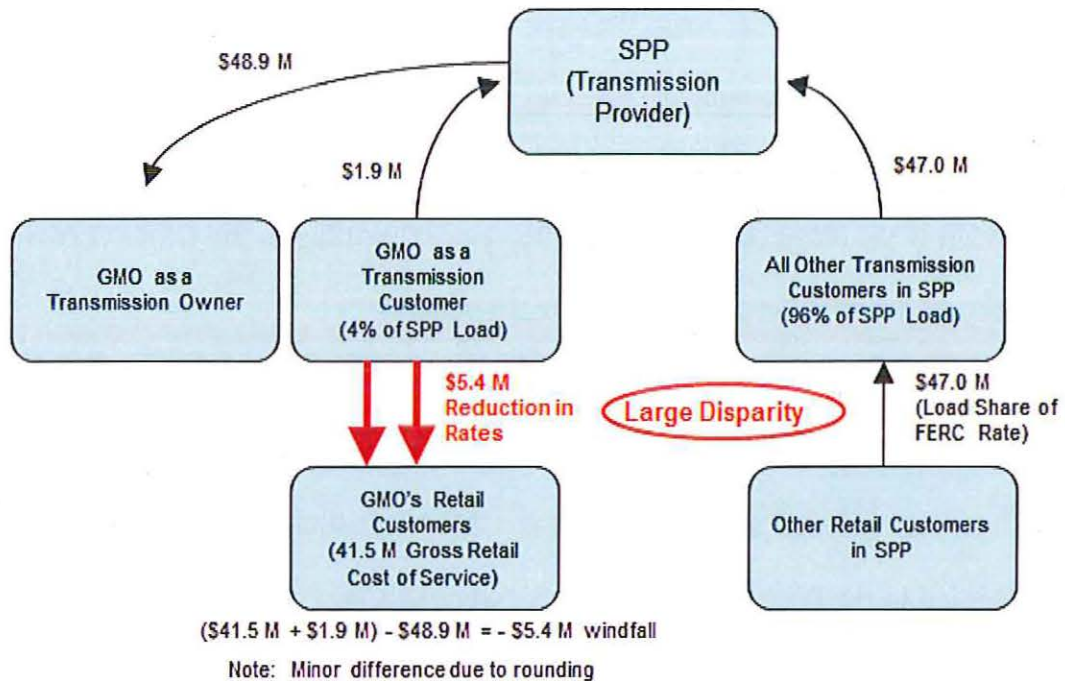 SPP
(Transmission
Provider)
$48.9 M
$1.9 M
$47.0 M
GMO as a
Transmission Owner
GMO as a
Transmission
Customer
(4% of SPP Load)
All Other Transmission
Customers in SPP
(96% of SPP Load)
$5.4 M
Reduction in
Rates
Large Disparity
$47.0 M
(Load Share of
FERC Rate)
GMO's Retail
Customers
(41.5 M Gross Retail
Cost of Service)
Other Retail Customers
in SPP
($41.5 M + $1.9 M) - $48.9 M = - $5.4 M windfall
Note: Minor difference due to rounding